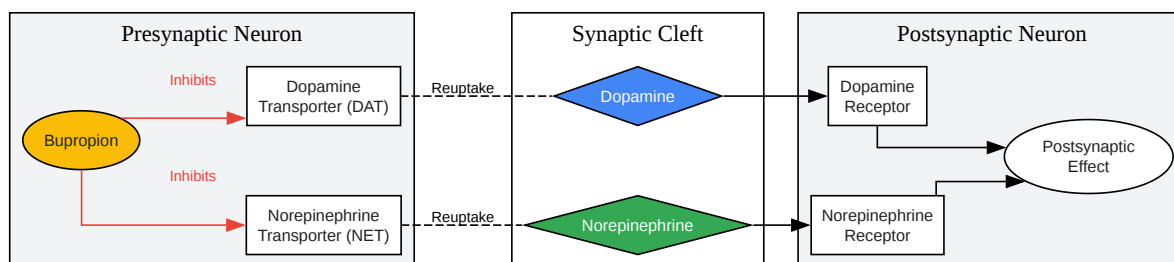 Presynaptic Neuron
Synaptic Cleft
Postsynaptic Neuron
Inhibits
Dopamine
Transporter (DAT)
Reuptake
Dopamine
Dopamine
Receptor
Bupropion
Postsynaptic
Effect
Inhibits
Norepinephrine
Transporter (NET)
Reuptake
Norepinephrine
Norepinephrine
Receptor